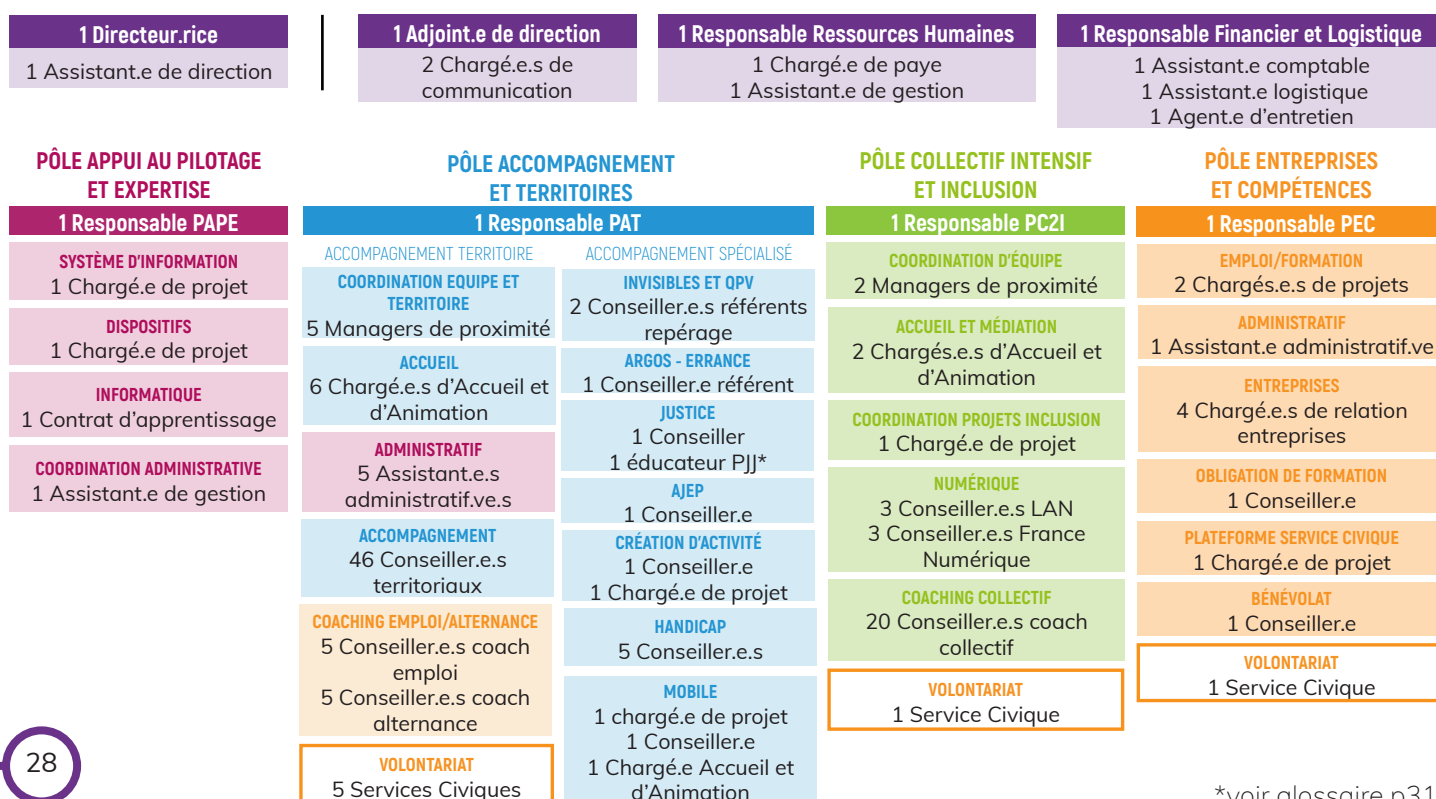 1 Directeur.rice
1 Assistant.e de direction
1 Adjoint.e de direction
2 Chargé.e.s de
communication
1 Responsable Ressources Humaines
1 Chargé.e de paye
1 Assistant.e de gestion
1 Responsable Financier et Logistique
1 Assistant.e comptable
1 Assistant.e logistique
1 Agent.e d'entretien
PÔLE APPUI AU PILOTAGE
ET EXPERTISE
1 Responsable PAPE
SYSTÈME D'INFORMATION
1 Chargé.e de projet
DISPOSITIFS
1 Chargé.e de projet
INFORMATIQUE
1 Contrat d'apprentissage
COORDINATION ADMINISTRATIVE
1 Assistant.e de gestion
PÔLE ACCOMPAGNEMENT
ET TERRITOIRES
1 Responsable PAT
ACCOMPAGNEMENT TERRITOIRE
COORDINATION EQUIPE ET
TERRITOIRE
5 Managers de proximité
ACCUEIL
6 Chargé.e.s d'Accueil et
d'Animation
ADMINISTRATIF
5 Assistant.e.s
administratif.ve.s
ACCOMPAGNEMENT
46 Conseiller.e.s
territoriaux
COACHING EMPLOI/ALTERNANCE
5 Conseiller.e.s coach
emploi
5 Conseiller.e.s coach
alternance
VOLONTARIAT
5 Services Civiques
ACCOMPAGNEMENT SPÉCIALISÉ
INVISIBLES ET QPV
2 Conseiller.e.s référents
repérage
ARGOS - ERRANCE
1 Conseiller.e référent
JUSTICE
1 Conseiller
1 éducateur PJJ*
AJEP
1 Conseiller.e
CRÉATION D'ACTIVITÉ
1 Conseiller.e
1 Chargé.e de projet
HANDICAP
5 Conseiller.e.s
MOBILE
1 chargé.e de projet
1 Conseiller.e
1 Chargé.e Accueil et
d'Animation
PÔLE COLLECTIF INTENSIF
ET INCLUSION
1 Responsable PC2I
COORDINATION D'ÉQUIPE
2 Managers de proximité
ACCUEIL ET MÉDIATION
2 Chargés.e.s d'Accueil et
d'Animation
COORDINATION PROJETS INCLUSION
1 Chargé.e de projet
NUMÉRIQUE
3 Conseiller.e.s LAN
3 Conseiller.e.s France
Numérique
COACHING COLLECTIF
20 Conseiller.e.s coach
collectif
VOLONTARIAT
1 Service Civique
PÔLE ENTREPRISES
ET COMPÉTENCES
1 Responsable PEC
EMPLOI/FORMATION
2 Chargés.e.s de projets
ADMINISTRATIF
1 Assistant.e administratif.ve
ENTREPRISES
4 Chargé.e.s de relation
entreprises
OBLIGATION DE FORMATION
1 Conseiller.e
PLATEFORME SERVICE CIVIQUE
1 Chargé.e de projet
BÉNÉVOLAT
1 Conseiller.e
VOLONTARIAT
1 Service Civique
28
*voir glossaire p31